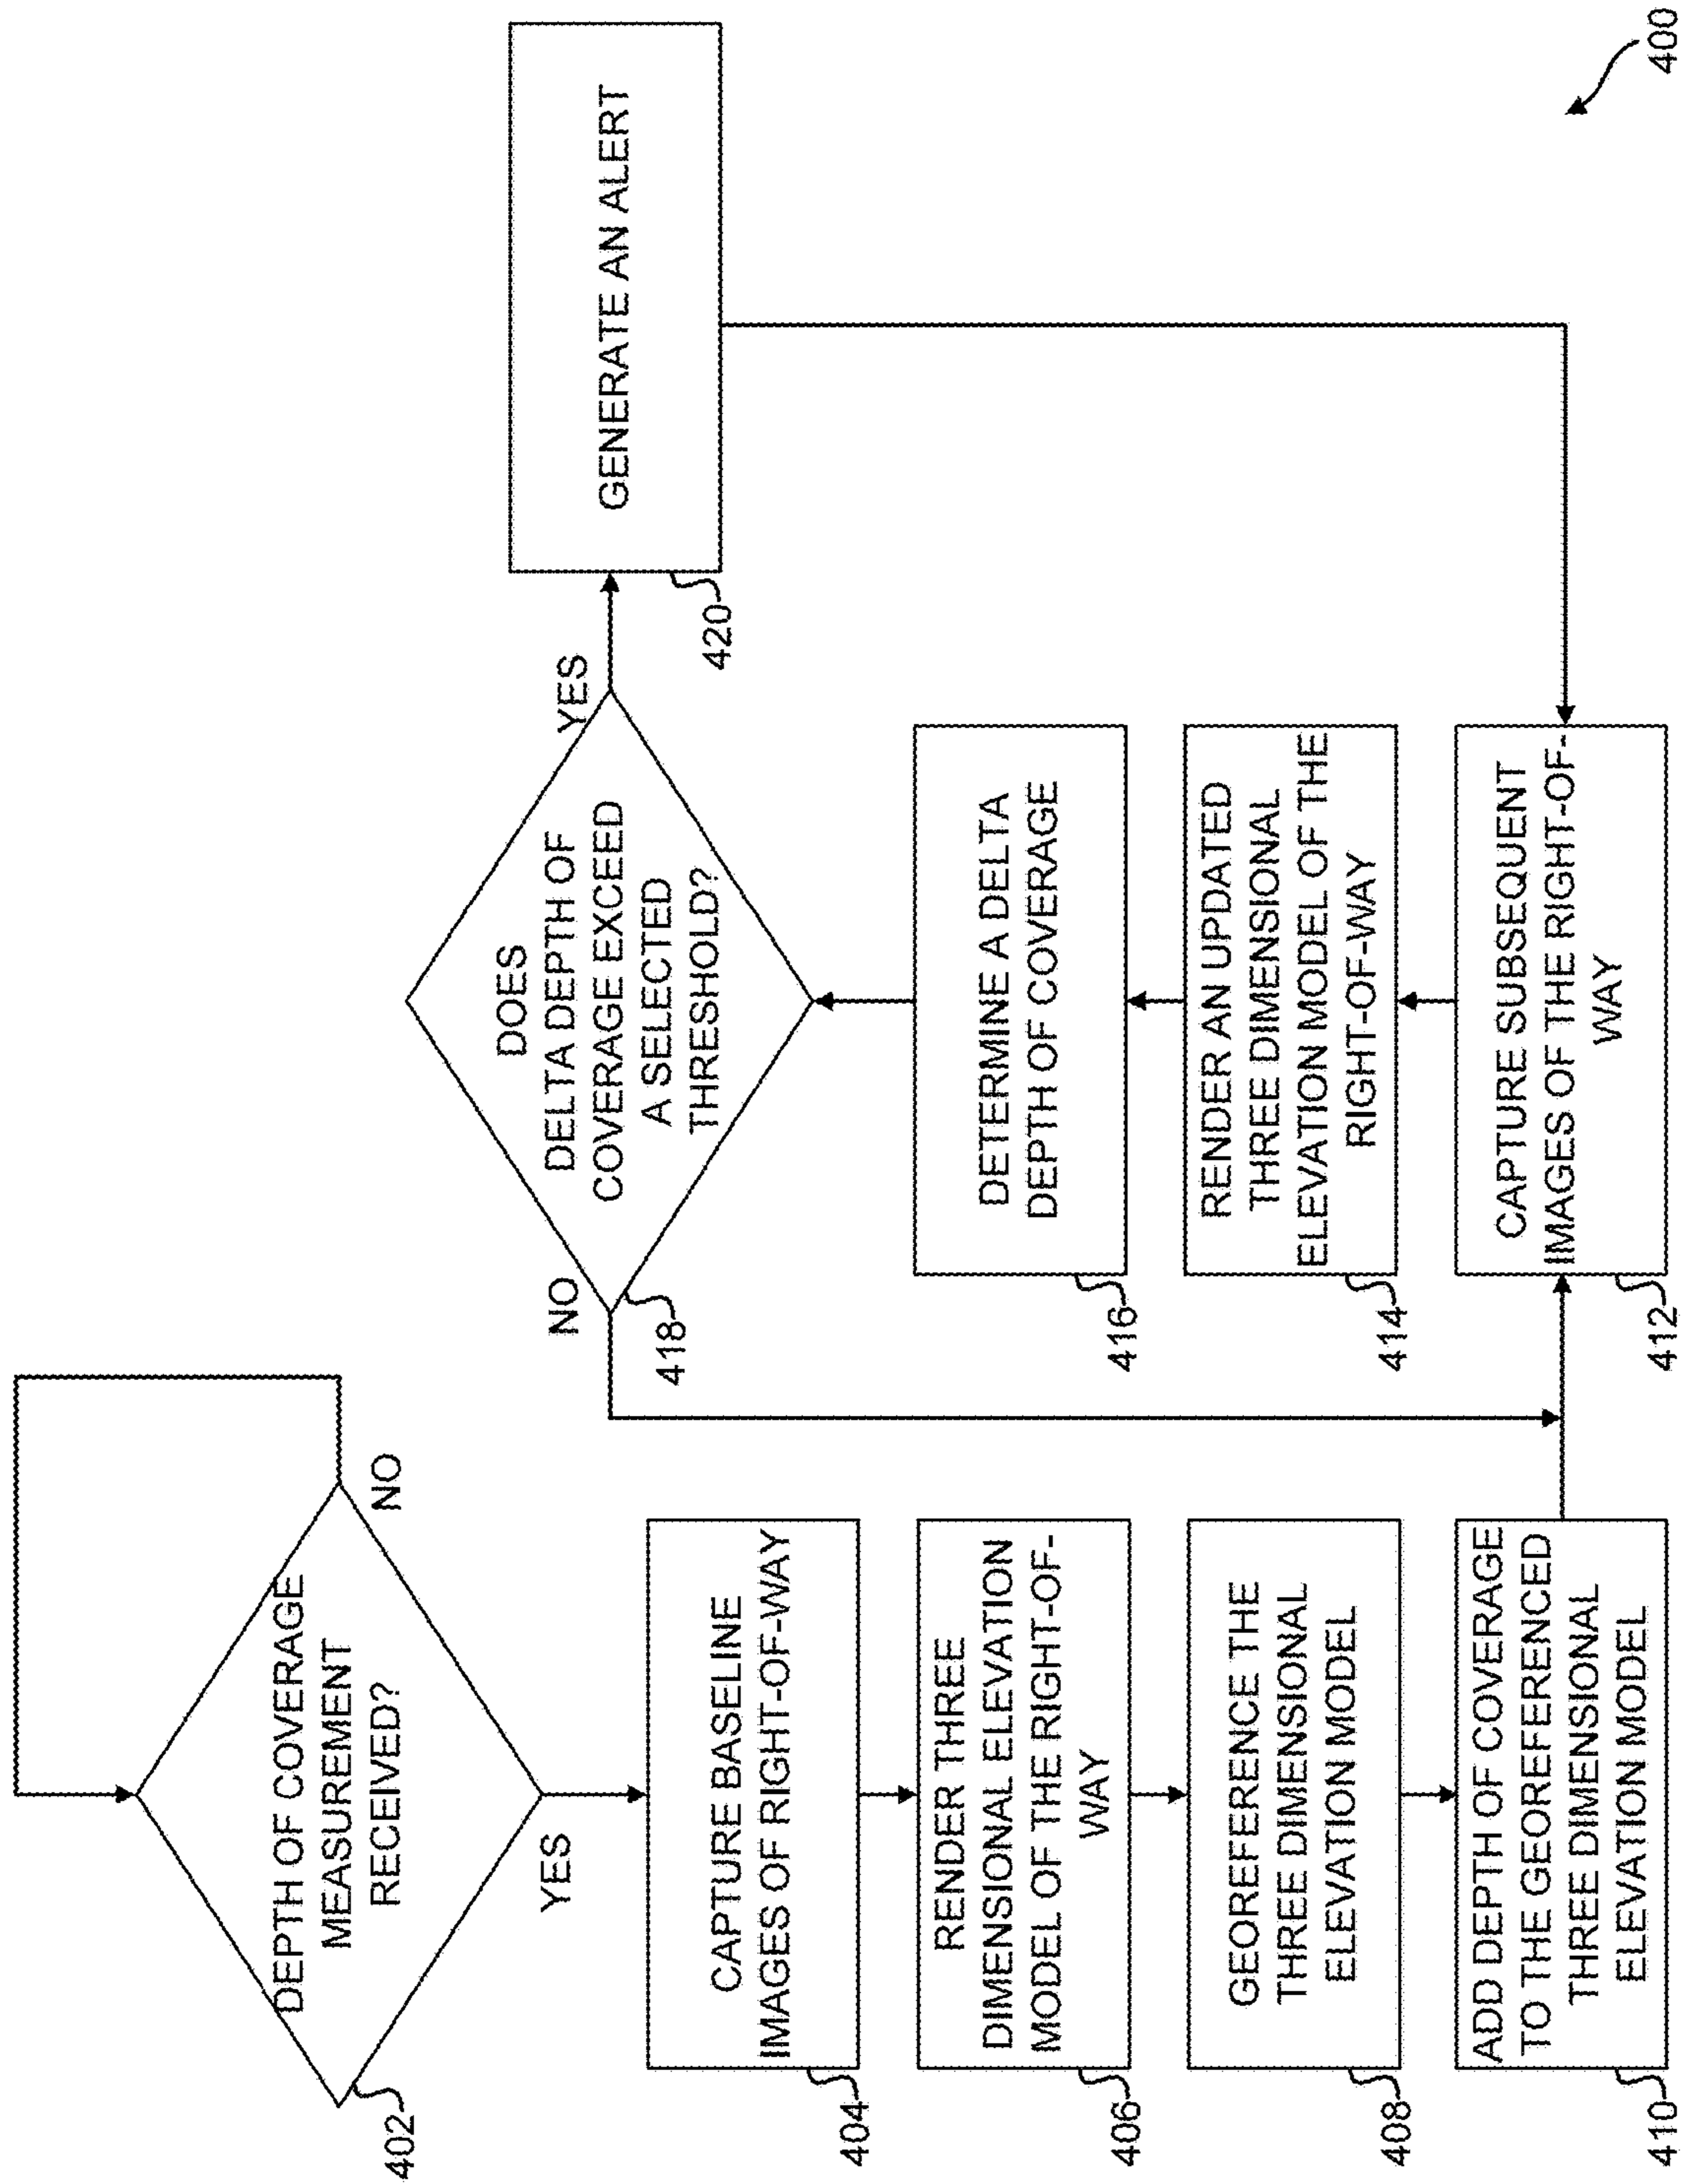 DEPTH OF COVERAGE
MEASUREMENT
RECEIVED?
NO
YES
402
CAPTURE BASELINE
IMAGES OF RIGHT-OF-WAY
404
RENDER THREE
DIMENSIONAL ELEVATION
MODEL OF THE RIGHT-OF-
WAY
406
GEOREFERENCE THE
THREE DIMENSIONAL
ELEVATION MODEL
408
ADD DEPTH OF COVERAGE
TO THE GEOREFERENCED
THREE DIMENSIONAL
ELEVATION MODEL
410
CAPTURE SUBSEQUENT
IMAGES OF THE RIGHT-OF-
WAY
412
RENDER AN UPDATED
THREE DIMENSIONAL
ELEVATION MODEL OF THE
RIGHT-OF-WAY
414
DETERMINE A DELTA
DEPTH OF COVERAGE
416
DOES
DELTA DEPTH OF
COVERAGE EXCEED
A SELECTED
THRESHOLD?
NO
YES
418
GENERATE AN ALERT
420
400